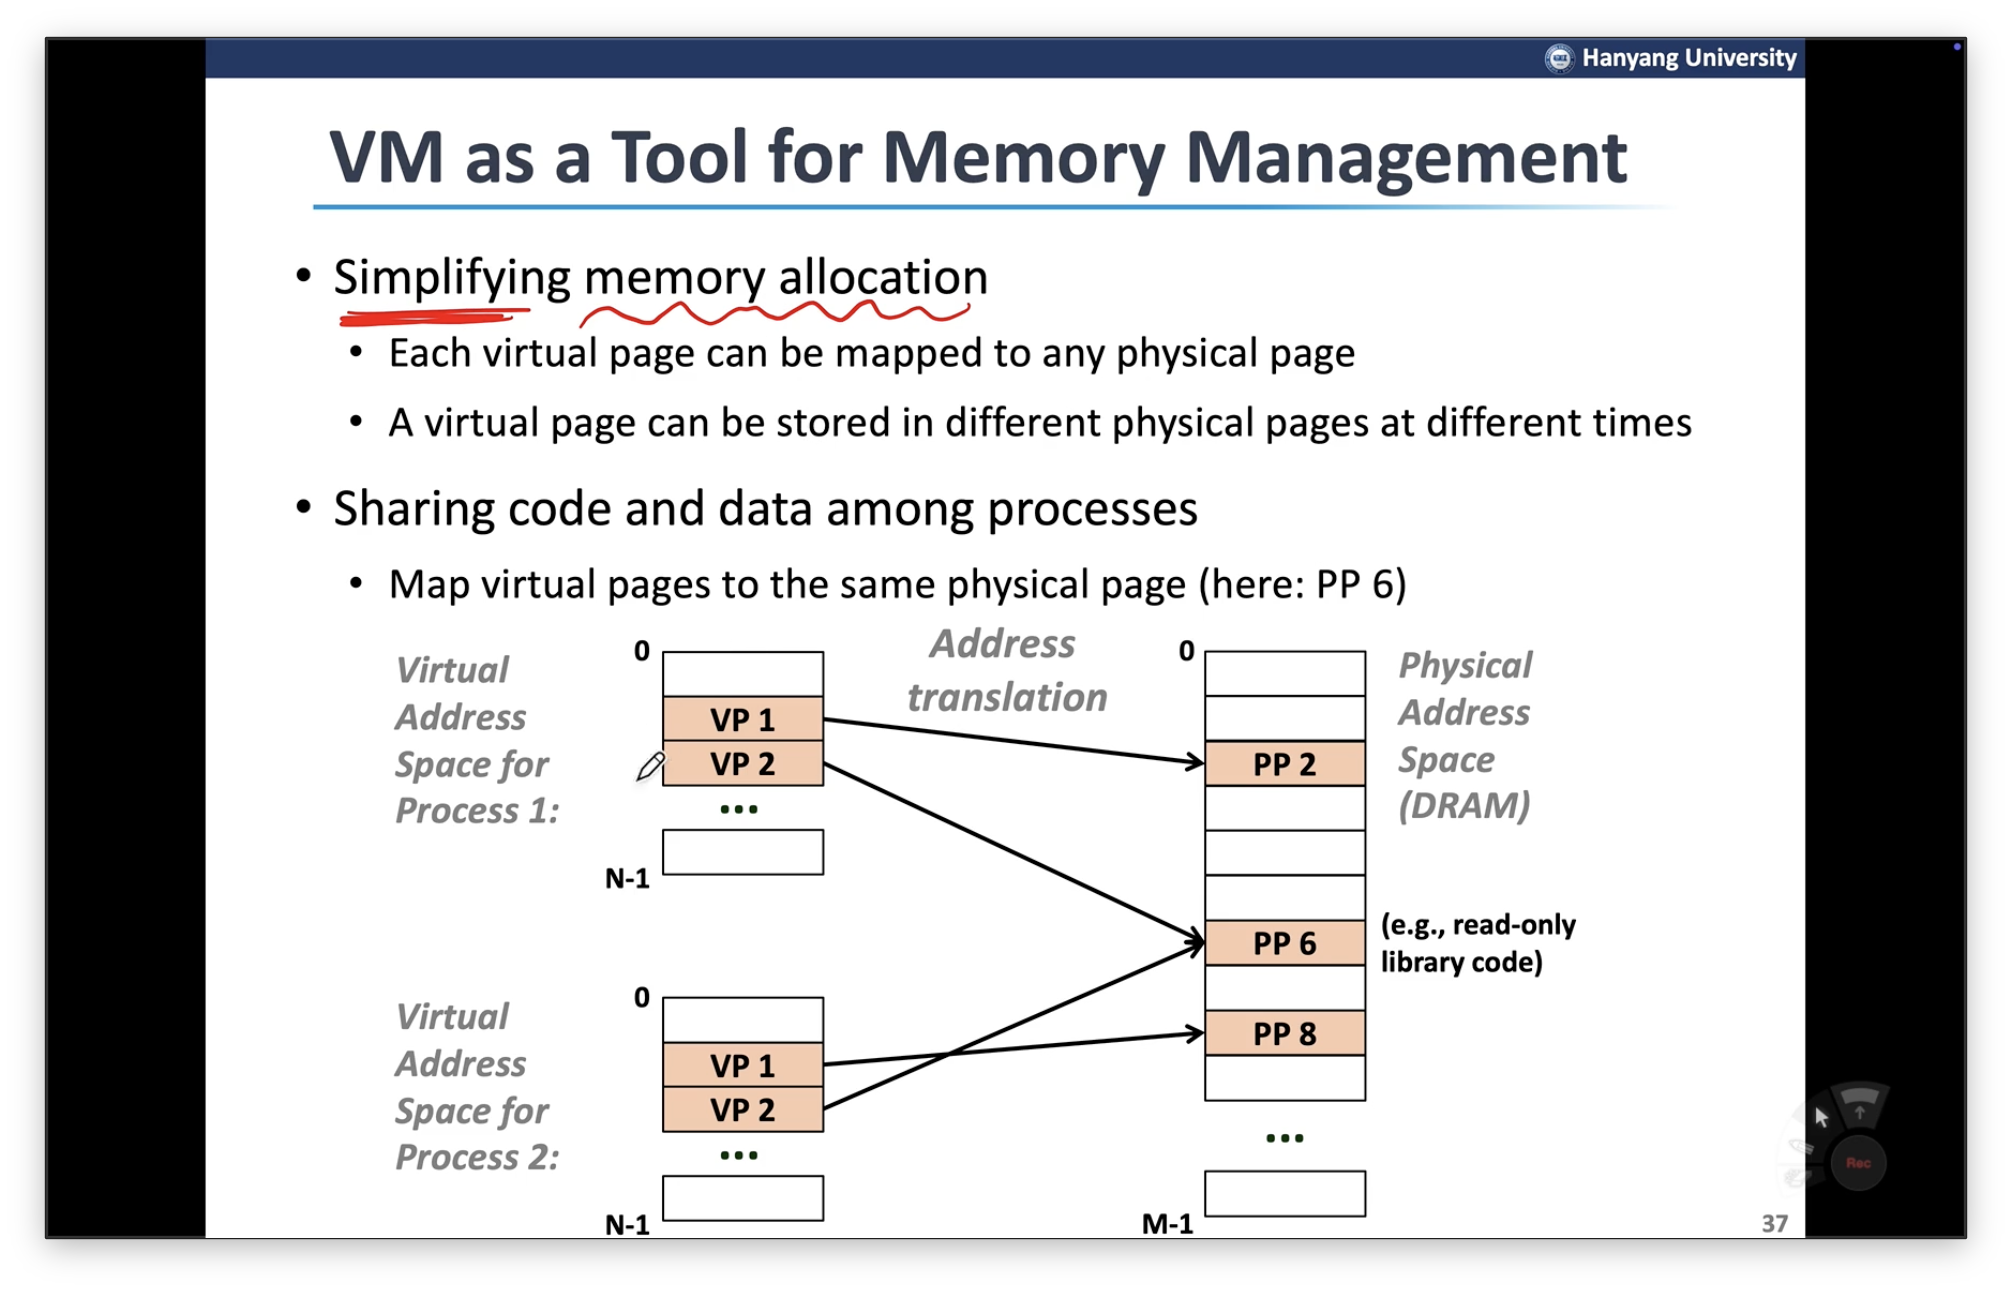 Hanyang University
VM as a Tool for Memory Management
• Simplifying memory allocation
• Each virtual page can be mapped to any physical page
• A virtual page can be stored in different physical pages at different times
• Sharing code and data among processes
• Map virtual pages to the same physical page (here: PP 6)
Virtual
Address
Space for
Process 1:
0
VP 1
VP 2
...
N-1
Address
translation
0
PP 2
PP 6
PP 8
...
M-1
Physical
Address
Space
(DRAM)
(e.g., read-only
library code)
Virtual
Address
Space for
Process 2:
0
VP 1
VP 2
...
N-1
Rec
37